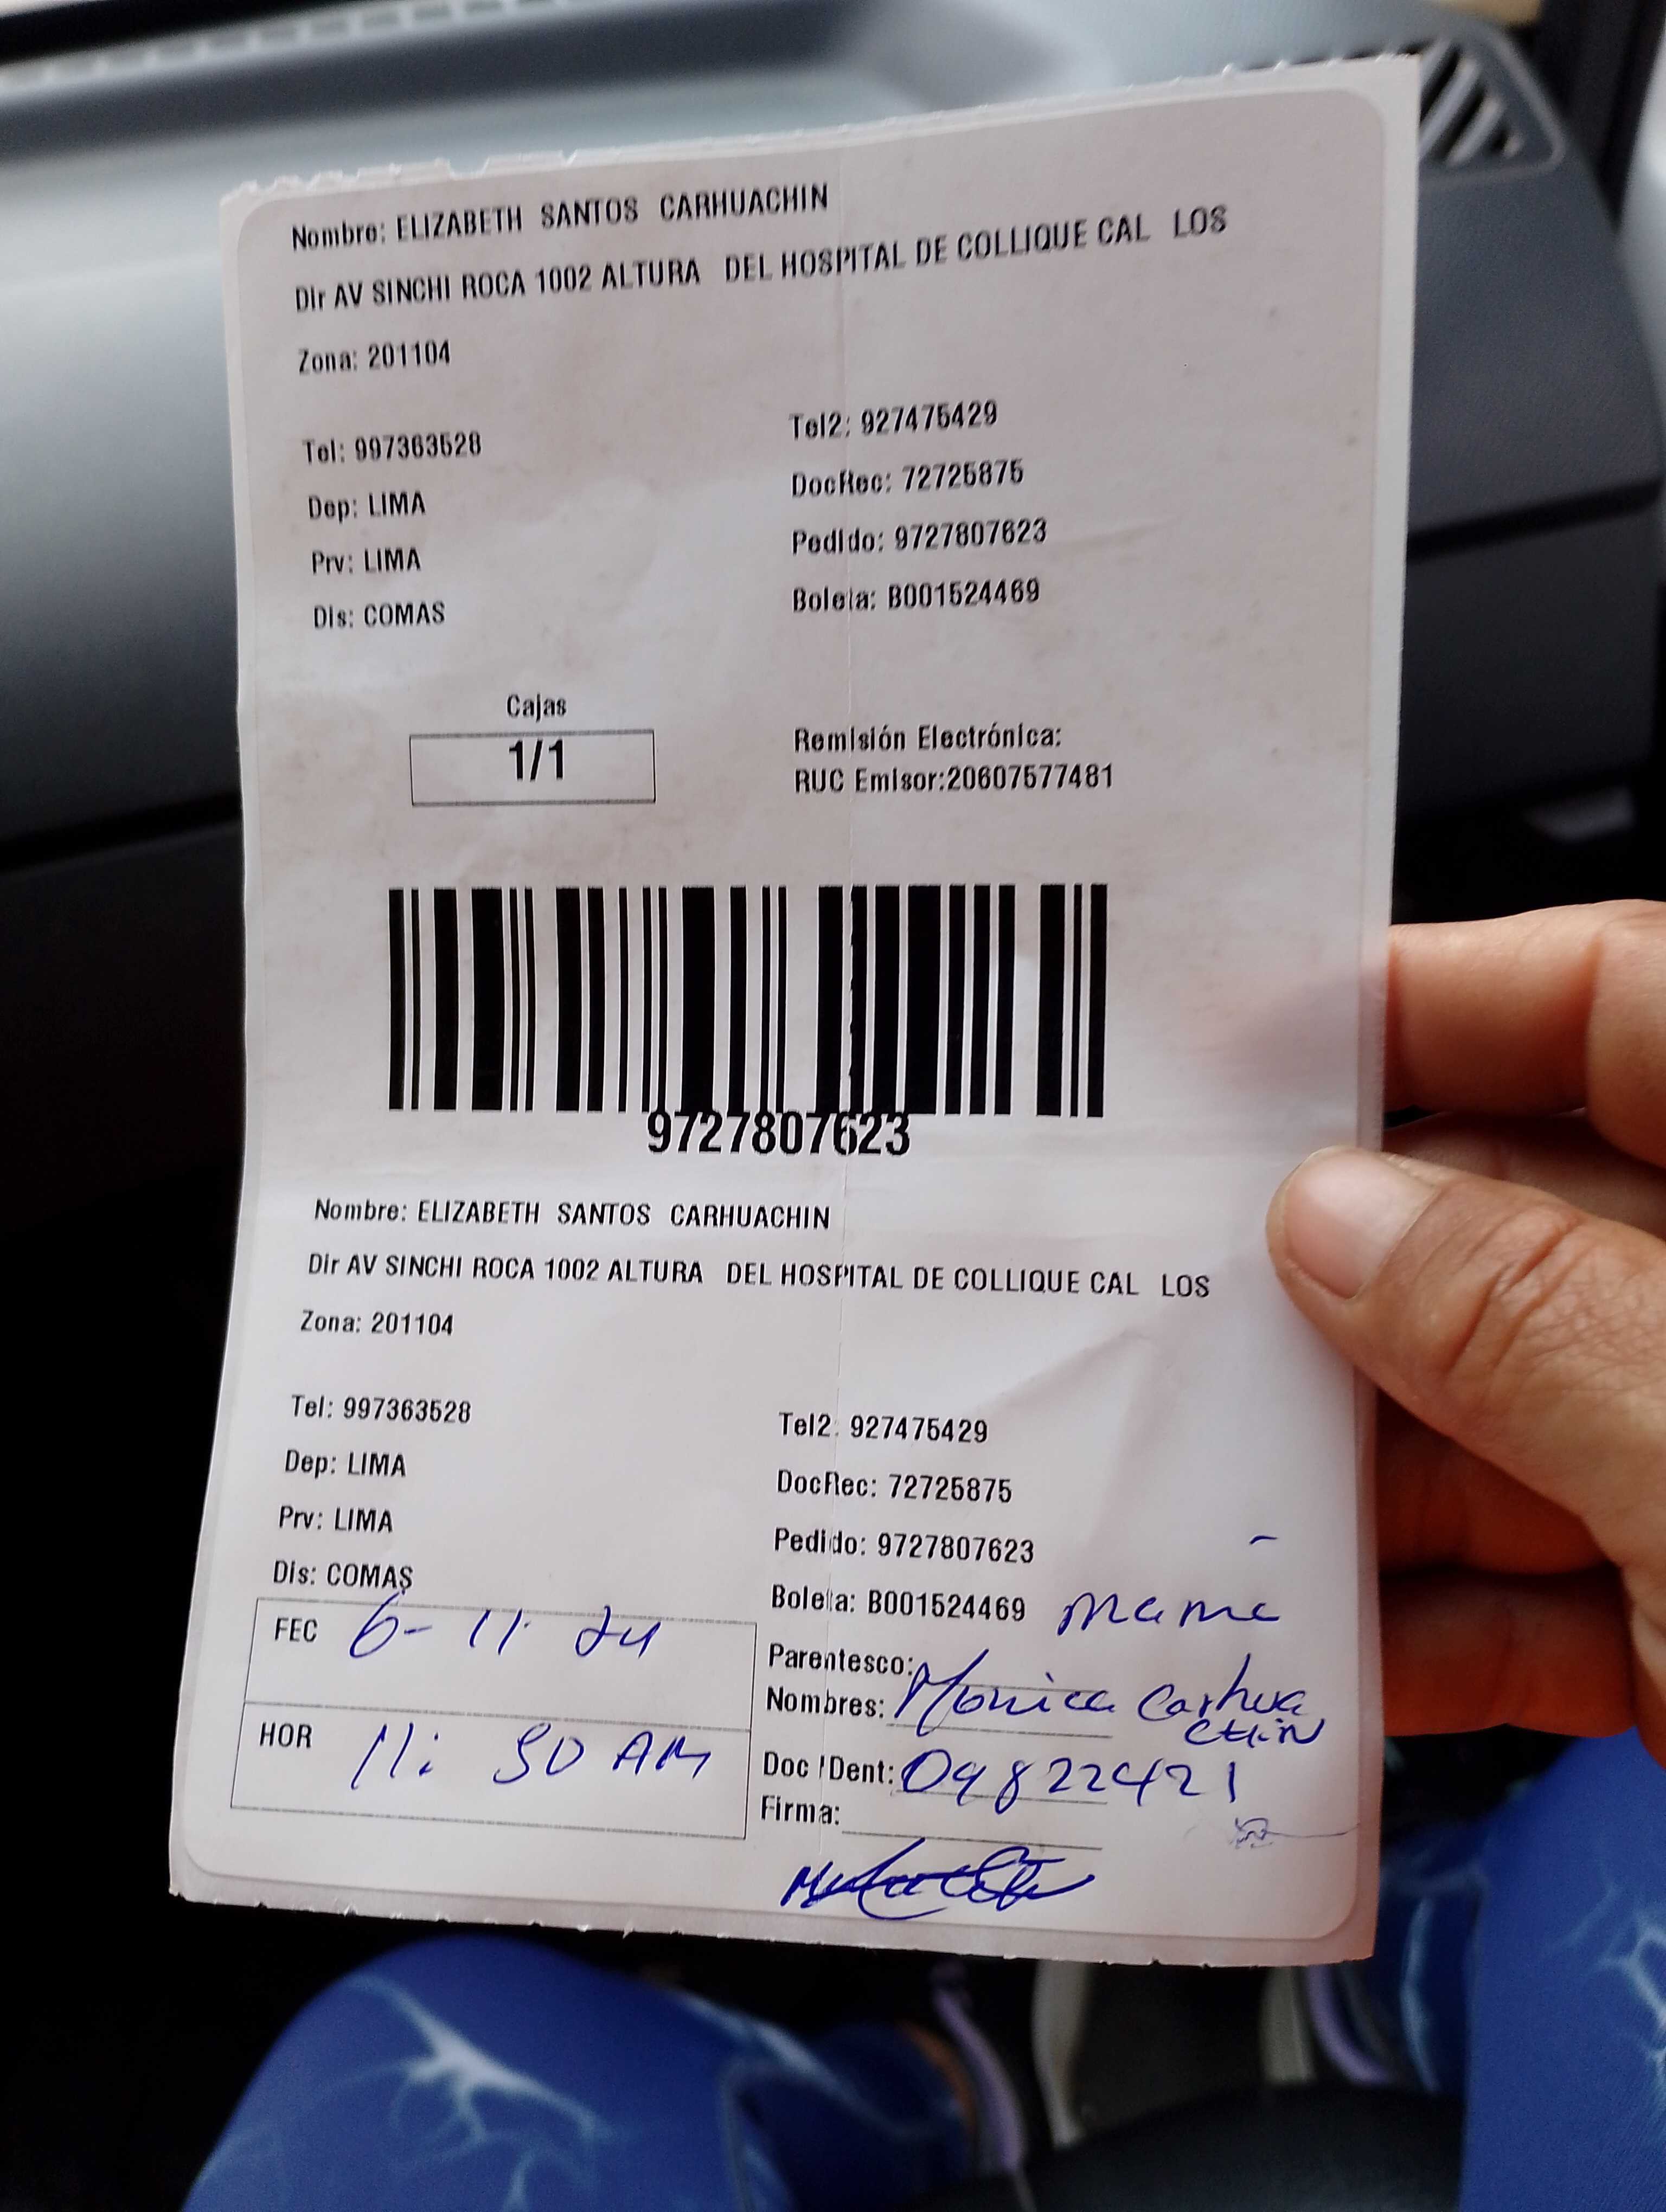 Nombre: ELIZABETH SANTOS CARHUACHIN
Dir AV SINCHI ROCA 1002 ALTURA DEL HOSPITAL DE COLLIQUE CAL LOS
Zona: 201104
Tel: 997363528 Tel2: 927475429
Dep: LIMA DocRec: 72725875
Prv: LIMA Pedido: 9727807623
Dis: COMAS Boleta: B001524469
Cajas
1/1
Remisión Electrónica:
RUC Emisor:20607577481
9727807623
Nombre: ELIZABETH SANTOS CARHUACHIN
Dir AV SINCHI ROCA 1002 ALTURA DEL HOSPITAL DE COLLIQUE CAL LOS
Zona: 201104
Tel: 997363528 Tel2: 927475429
Dep: LIMA DocRec: 72725875
Prv: LIMA Pedido: 9727807623
Dis: COMAS Boleta: B001524469 mama
FEC 6-11-24
HOR 11:30 AM
Parentesco:
Nombres: Monica Carhua
CHIN
Doc Ident: 09822421
Firma: